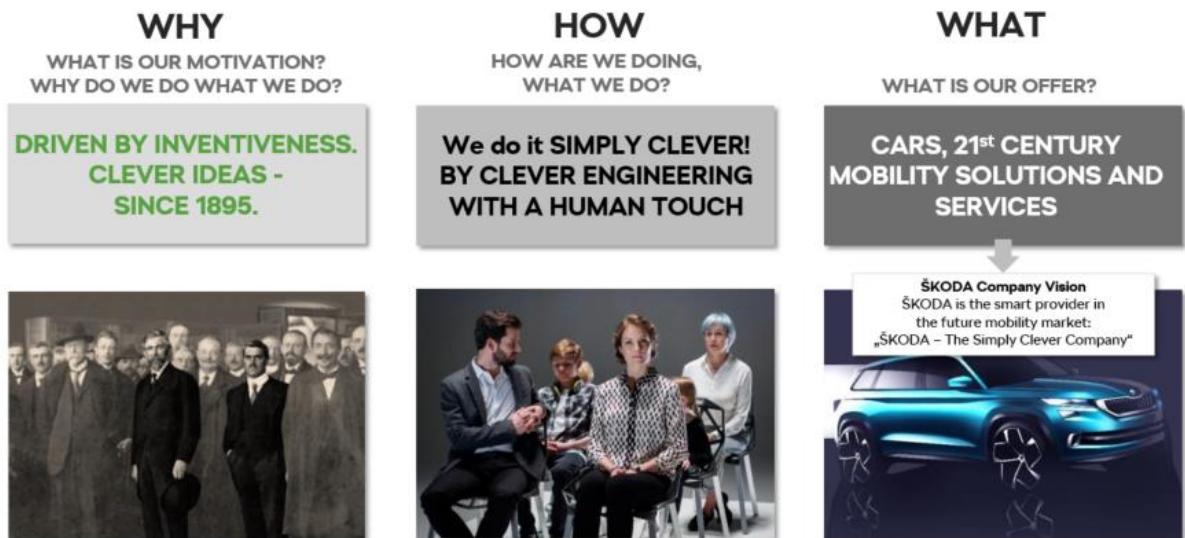 WHY
WHAT IS OUR MOTIVATION?
WHY DO WE DO WHAT WE DO?
DRIVEN BY INVENTIVENESS.
CLEVER IDEAS -
SINCE 1895.
HOW
HOW ARE WE DOING,
WHAT WE DO?
We do it SIMPLY CLEVER!
BY CLEVER ENGINEERING
WITH A HUMAN TOUCH
WHAT
WHAT IS OUR OFFER?
CARS, 21st CENTURY
MOBILITY SOLUTIONS AND
SERVICES
ŠKODA Company Vision
ŠKODA is the smart provider in
the future mobility market:
„ŠKODA – The Simply Clever Company“